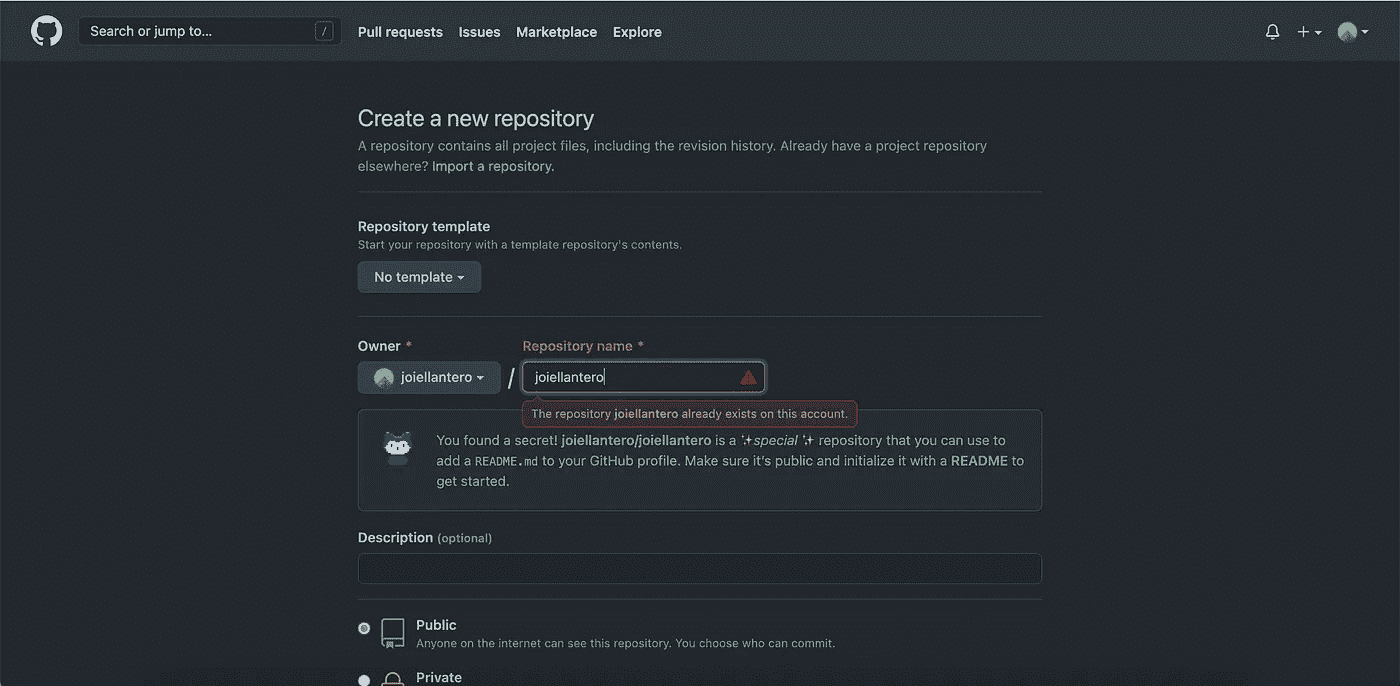 Search or jump to... /
Pull requests Issues Marketplace Explore
Create a new repository
A repository contains all project files, including the revision history. Already have a project repository
elsewhere? Import a repository.
Repository template
Start your repository with a template repository's contents.
No template
Owner * Repository name *
joiellantero / joiellantero
The repository joiellantero already exists on this account.
You found a secret! joiellantero/joiellantero is a ✨special ✨ repository that you can use to
add a README.md to your GitHub profile. Make sure it's public and initialize it with a README to
get started.
Description (optional)
Public
Anyone on the internet can see this repository. You choose who can commit.
Private